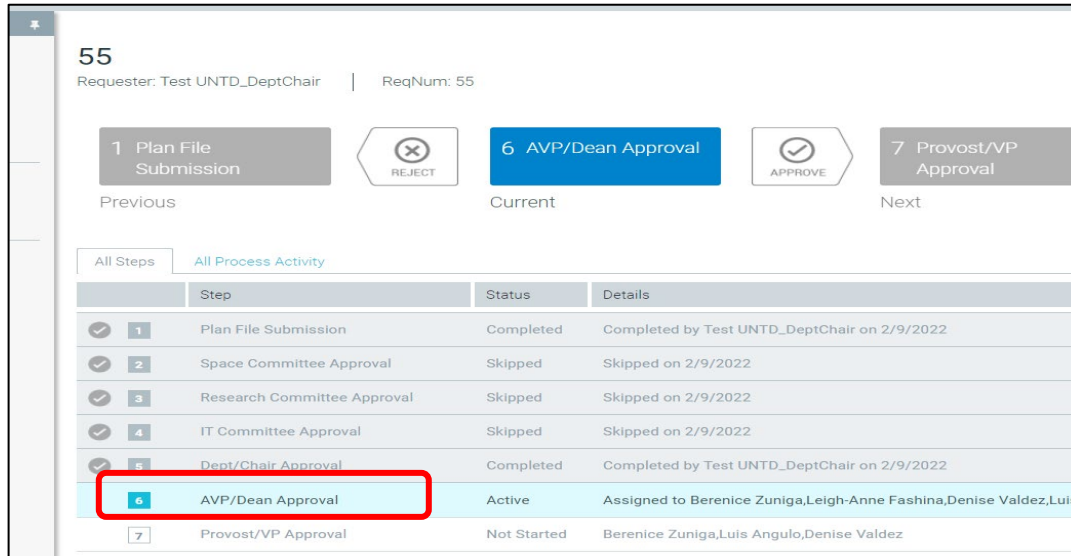 55
Requester: Test UNTD_DeptChair | ReqNum: 55
1 Plan File
Submission
REJECT
6 AVP/Dean Approval
APPROVE
7 Provost/VP
Approval
Previous
Current
Next
All Steps All Process Activity
Step Status Details
1 Plan File Submission Completed Completed by Test UNTD_DeptChair on 2/9/2022
2 Space Committee Approval Skipped Skipped on 2/9/2022
3 Research Committee Approval Skipped Skipped on 2/9/2022
4 IT Committee Approval Skipped Skipped on 2/9/2022
5 Dept/Chair Approval Completed Completed by Test UNTD_DeptChair on 2/9/2022
6 AVP/Dean Approval Active Assigned to Berenice Zuniga,Leigh-Anne Fashina,Denise Valdez,Lui
7 Provost/VP Approval Not Started Berenice Zuniga,Luis Angulo,Denise Valdez